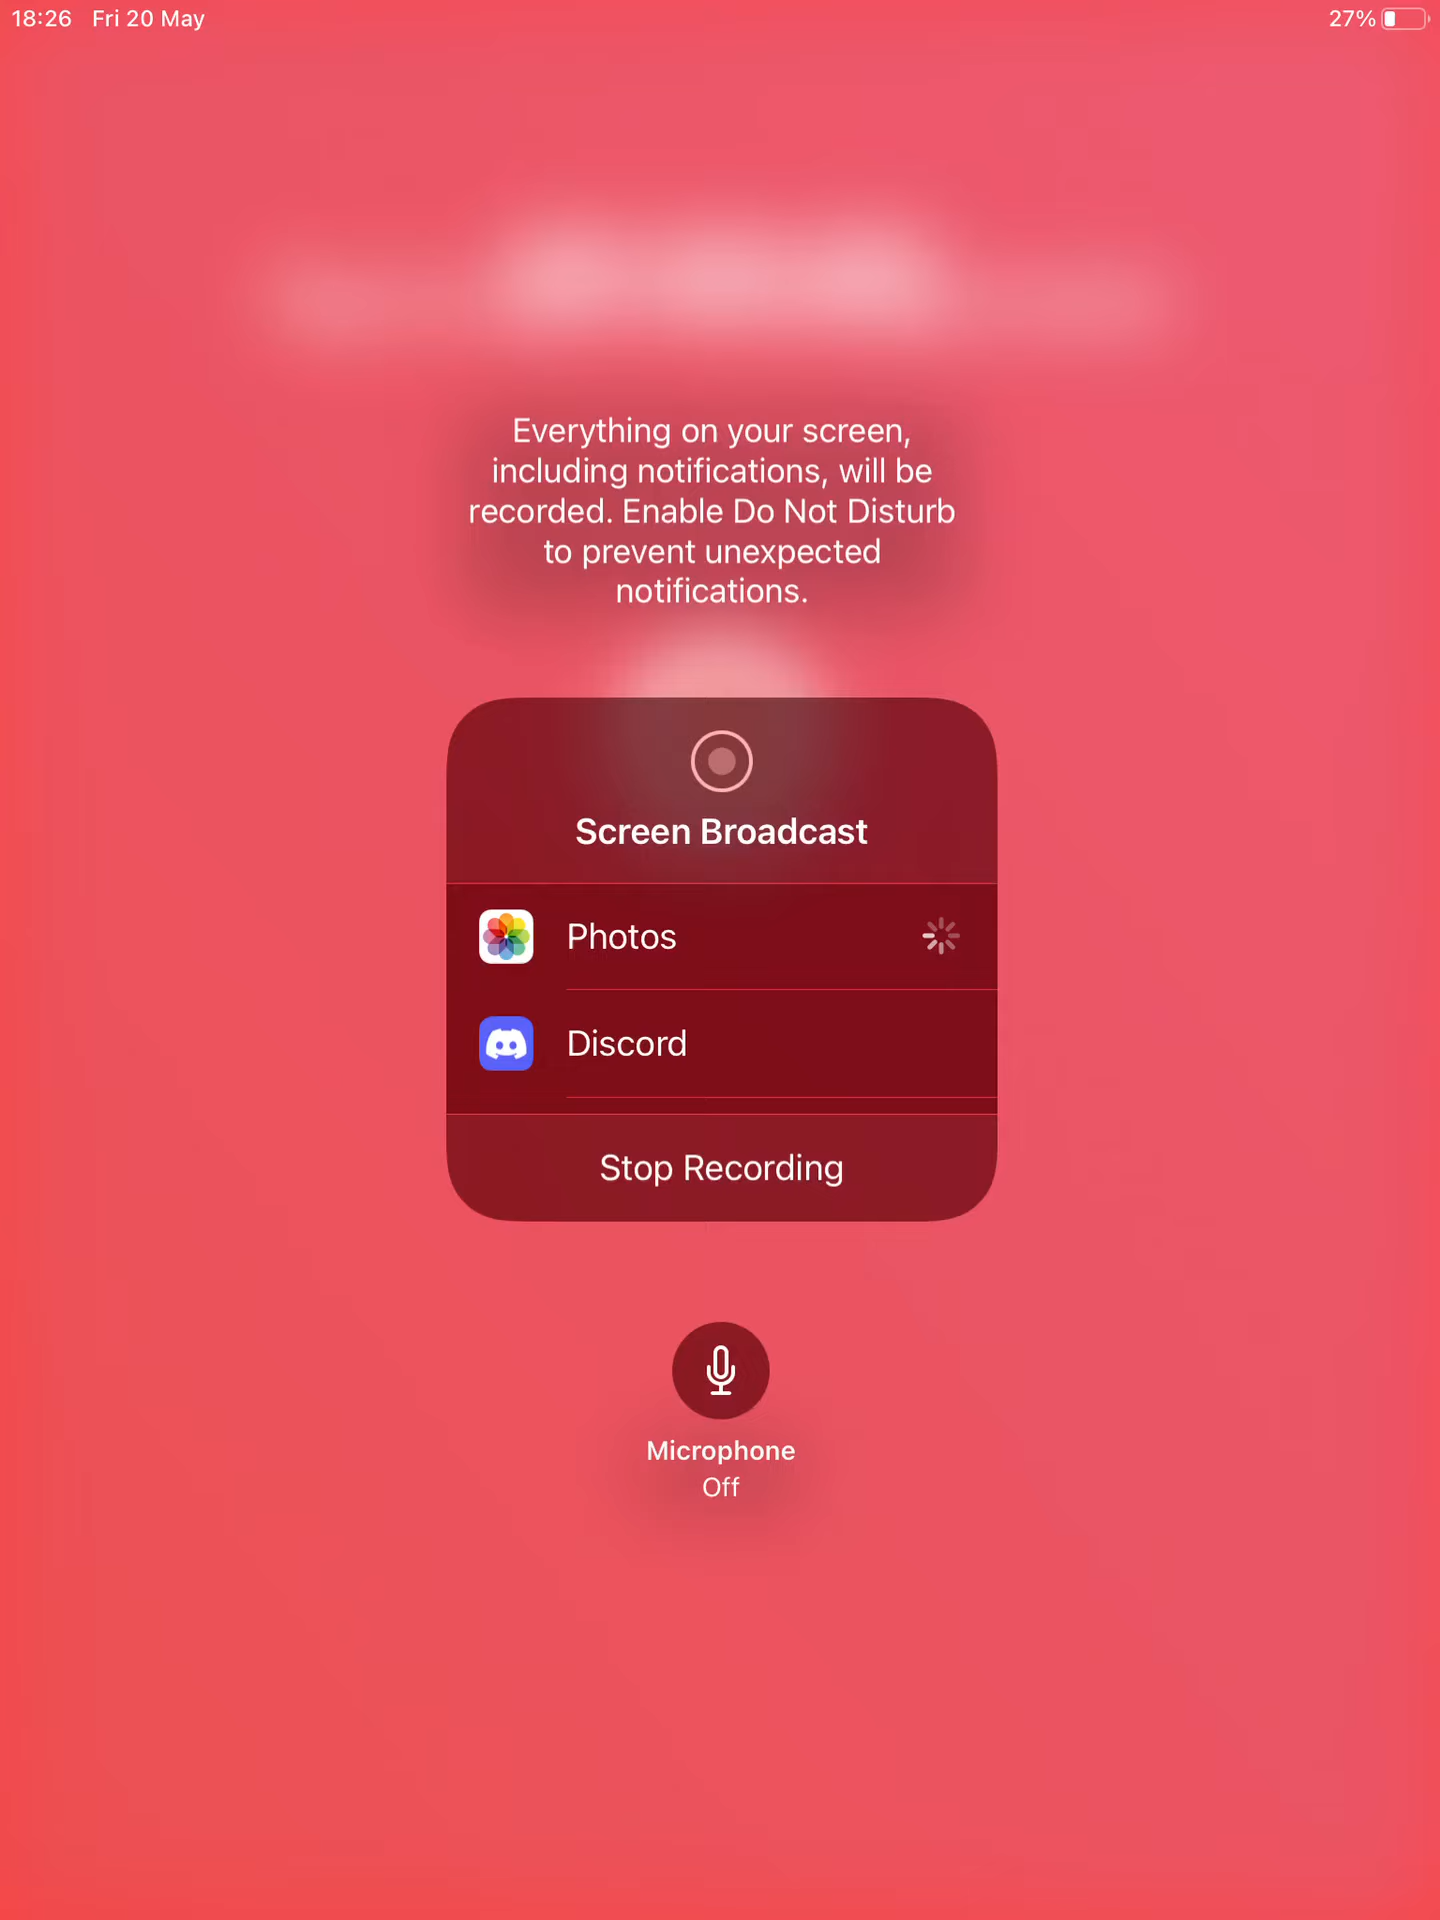 18:26 Fri 20 May
27%
Everything on your screen,
including notifications, will be
recorded. Enable Do Not Disturb
to prevent unexpected
notifications.
Screen Broadcast
Photos
Discord
Stop Recording
Microphone
Off